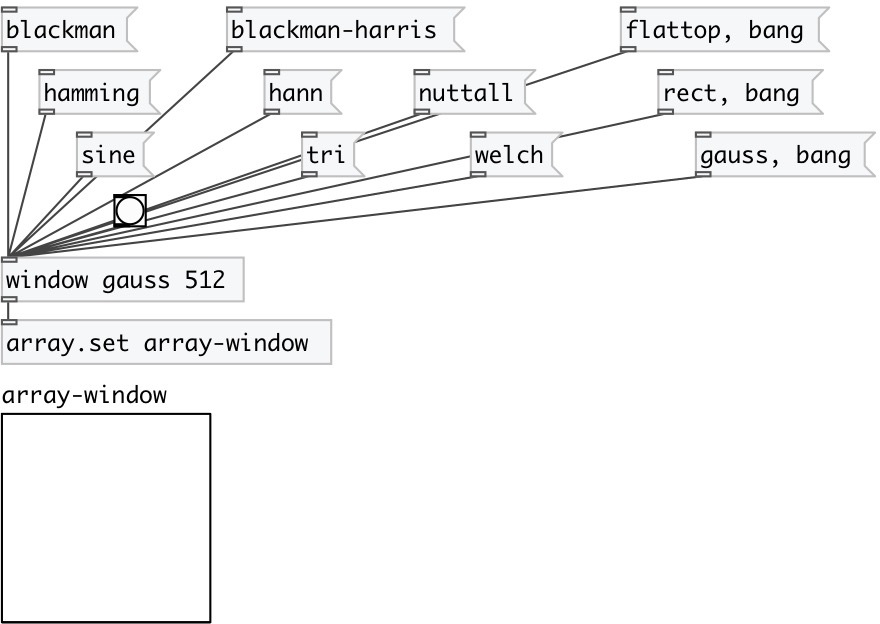 blackman
blackman-harris
flattop, bang
hamming
hann
nuttall
rect, bang
sine
tri
welch
gauss, bang
window gauss 512
array.set array-window
array-window